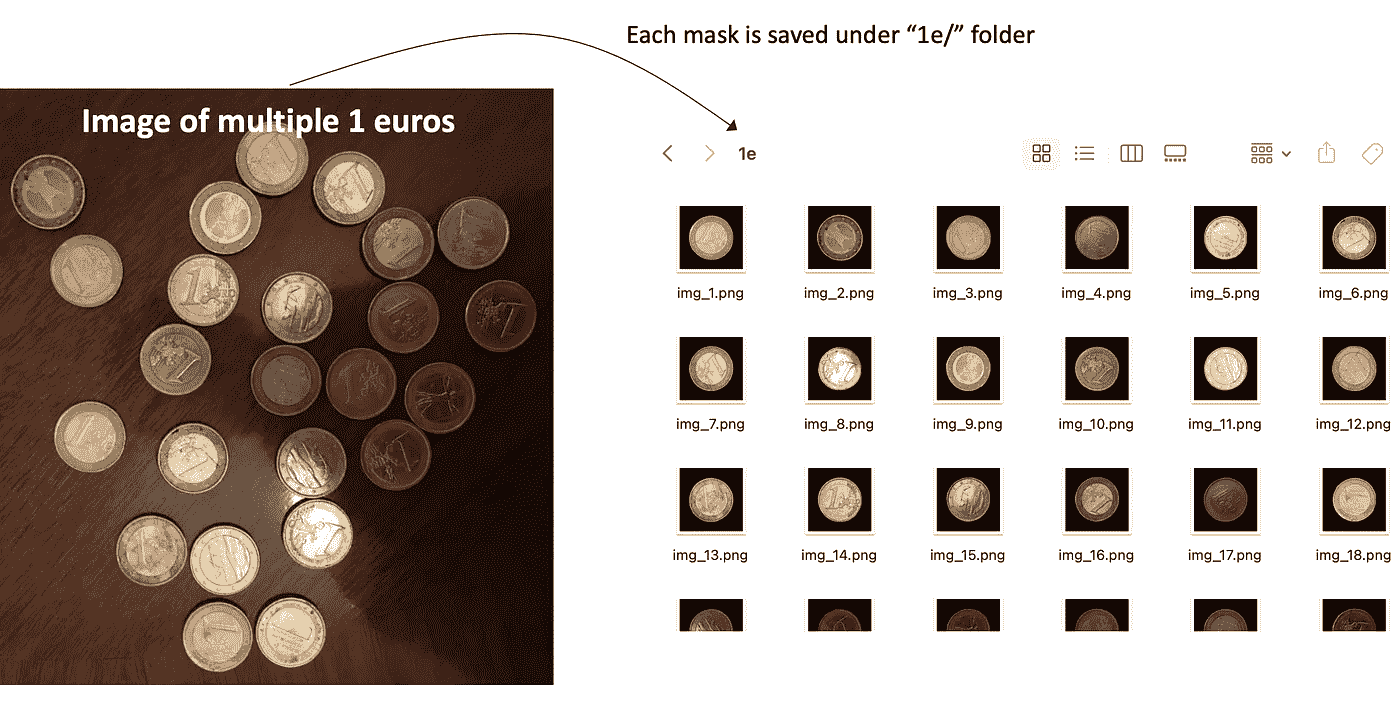 Each mask is saved under “1e/” folder
Image of multiple 1 euros
1e
img_1.png
img_2.png
img_3.png
img_4.png
img_5.png
img_6.png
img_7.png
img_8.png
img_9.png
img_10.png
img_11.png
img_12.png
img_13.png
img_14.png
img_15.png
img_16.png
img_17.png
img_18.png